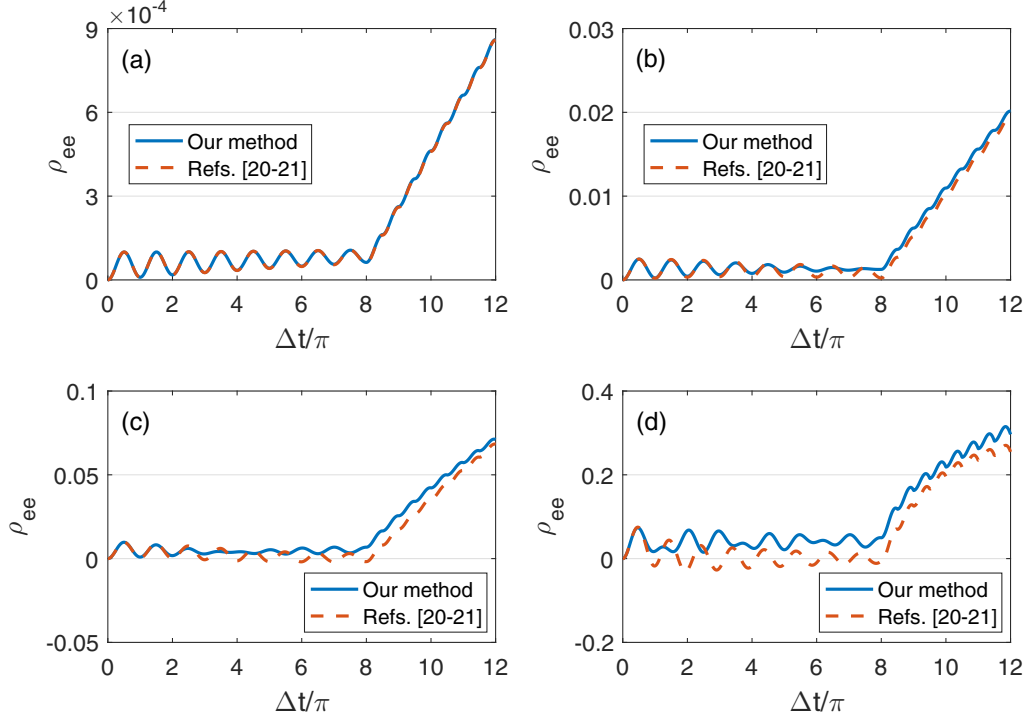 ×10⁻⁴
(a)
9
6
3
0
ρee
Our method
Refs. [20-21]
0 2 4 6 8 10 12
Δt/π
(b)
0.03
0.02
0.01
0
ρee
Our method
Refs. [20-21]
0 2 4 6 8 10 12
Δt/π
(c)
0.1
0.05
0
-0.05
ρee
Our method
Refs. [20-21]
0 2 4 6 8 10 12
Δt/π
(d)
0.4
0.2
0
-0.2
ρee
Our method
Refs. [20-21]
0 2 4 6 8 10 12
Δt/π